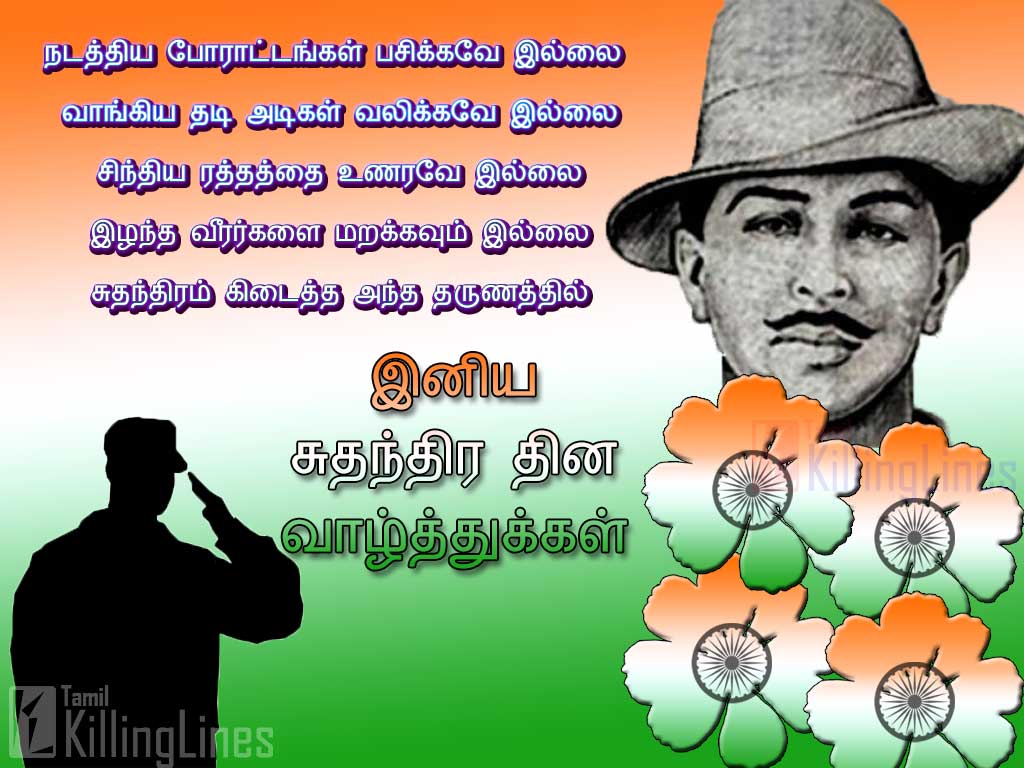 நடத்திய போராட்டங்கள் பசிக்கவே இல்லை
வாங்கிய தடி அடிகள் வலிக்கவே இல்லை
சிந்திய ரத்தத்தை உணரவே இல்லை
இழந்த வீரர்களை மறக்கவும் இல்லை
சுதந்திரம் கிடைத்த அந்த தருணத்தில்
இனிய
சுதந்திர தின
வாழ்த்துக்கள்
KillingLines
Tamil
KillingLines